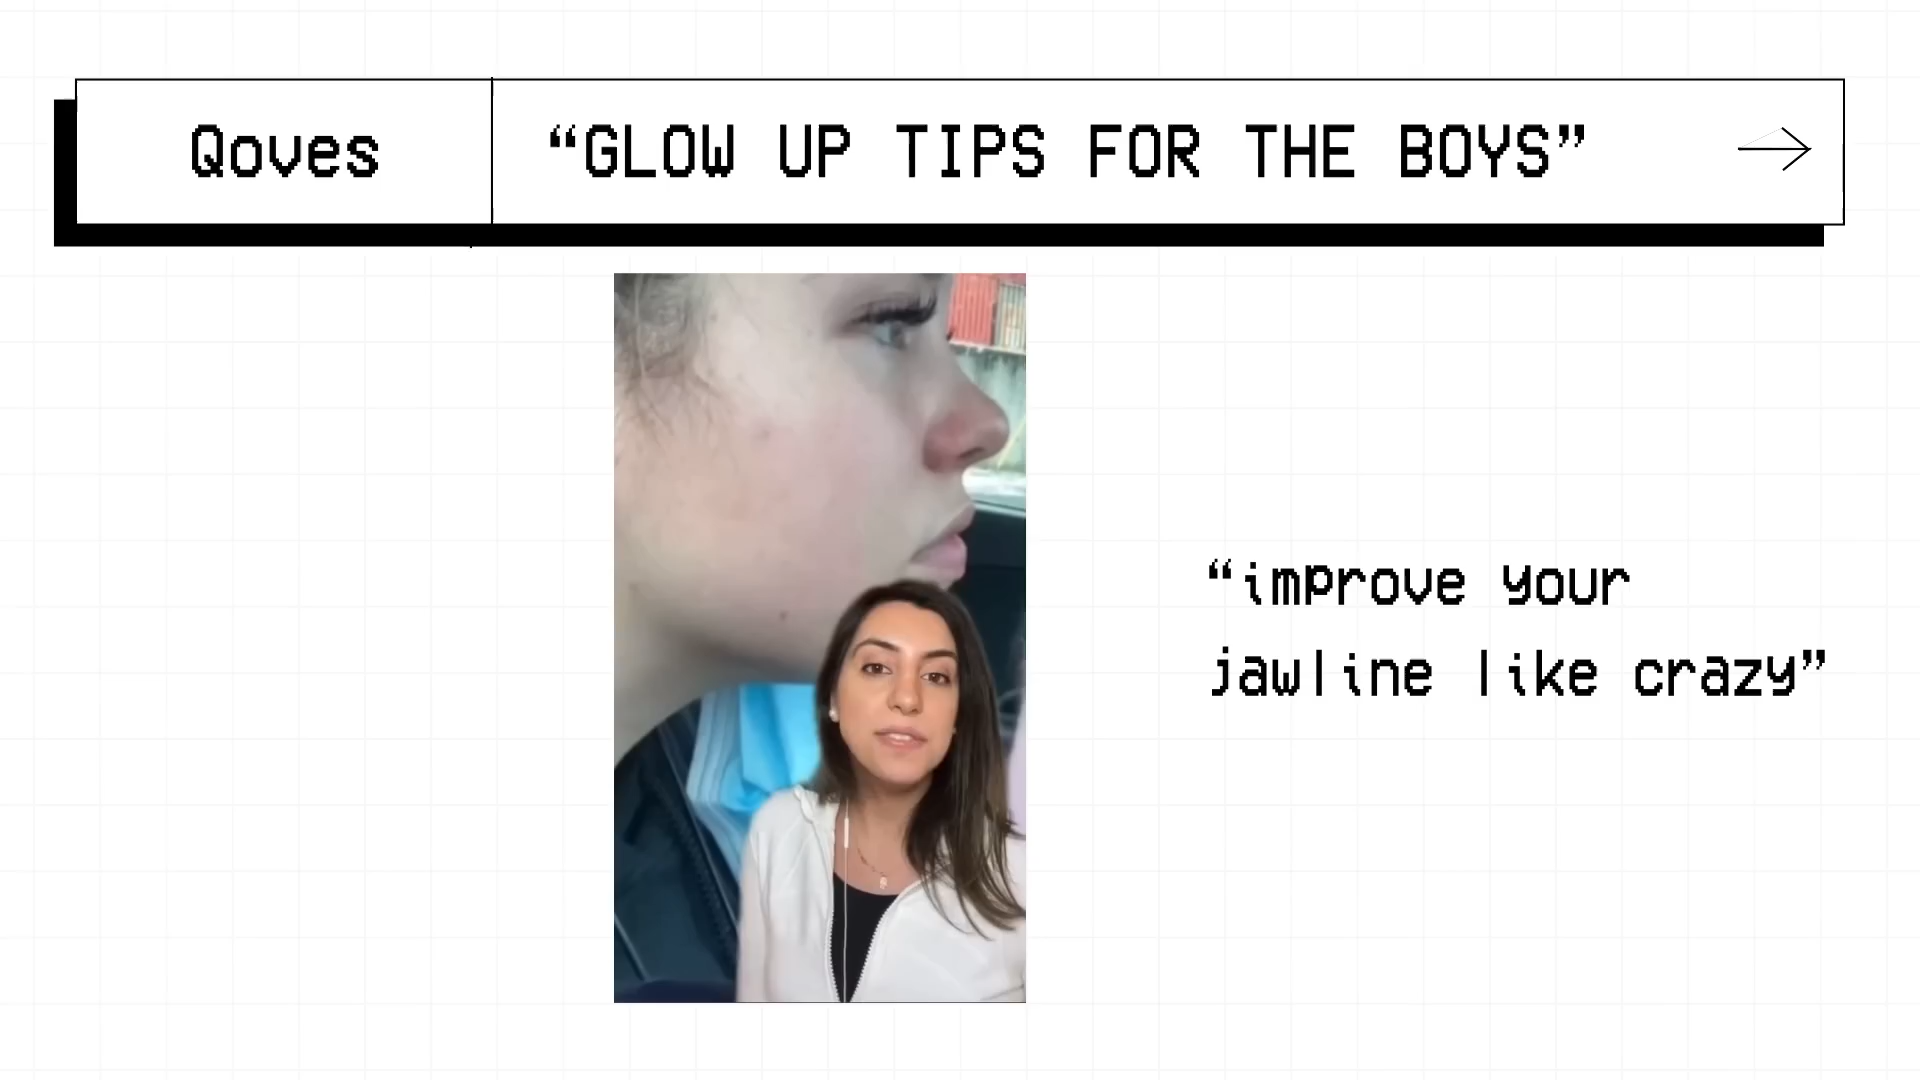 Qoves
“GLOW UP TIPS FOR THE BOYS”
“improve your
jawline like crazy”